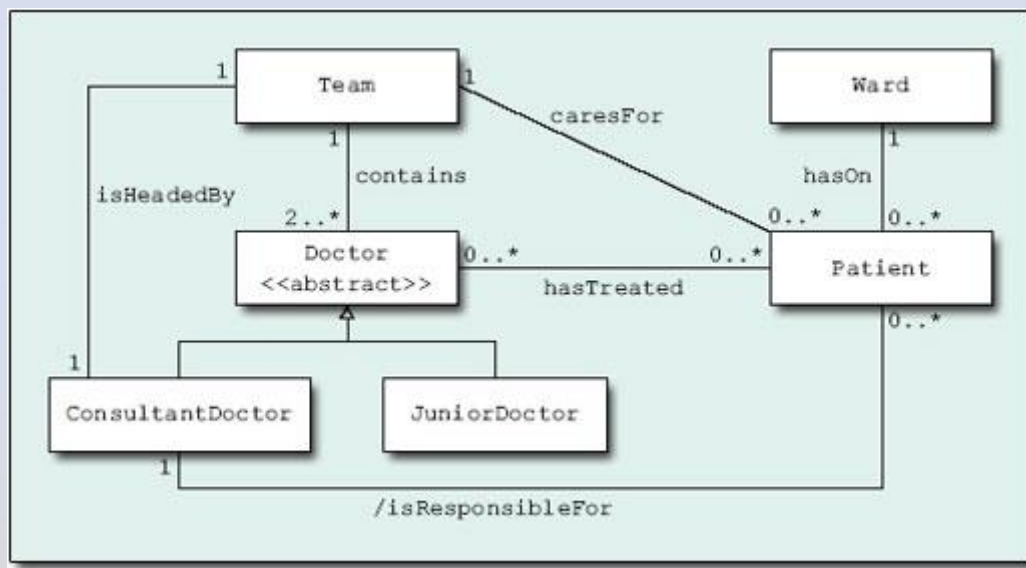 Team
Ward
1
1
1
caresFor
1
isHeadedBy
contains
hasOn
2..*
0..*
0..*
Doctor
<<abstract>>
0..*
0..*
hasTreated
Patient
0..*
1
ConsultantDoctor
JuniorDoctor
1
/isResponsibleFor